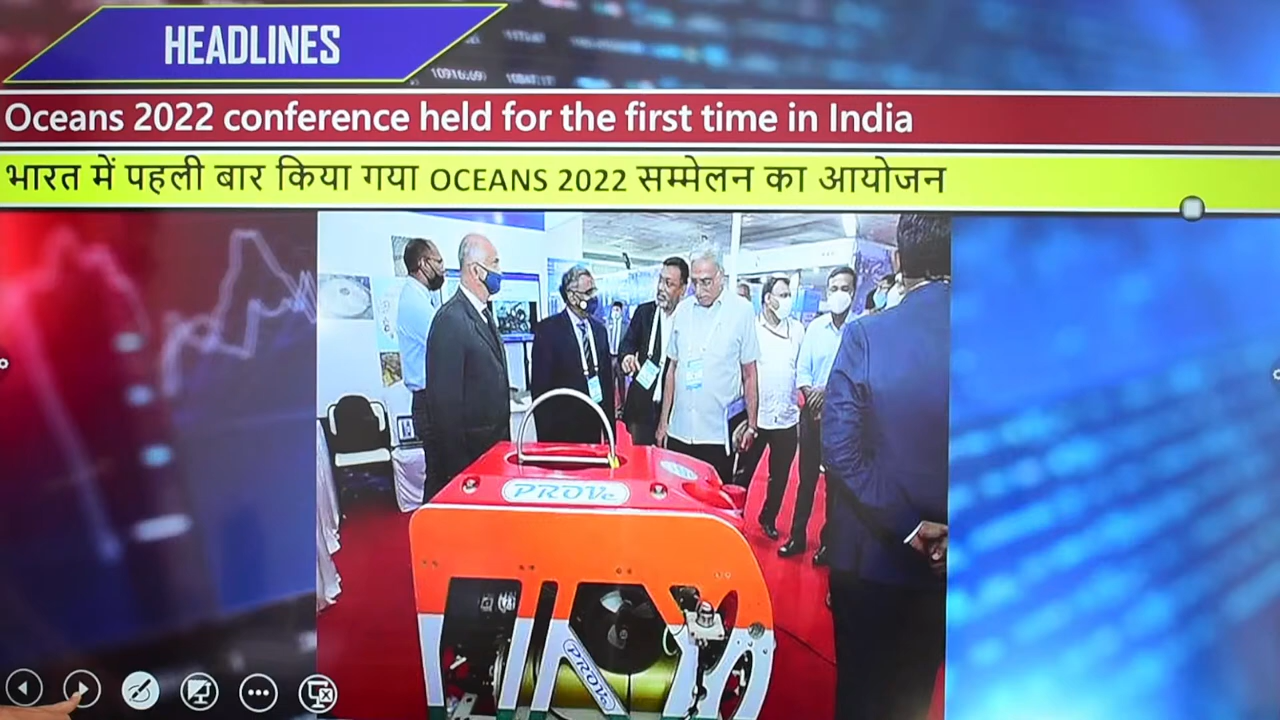 HEADLINES
Oceans 2022 conference held for the first time in India
भारत में पहली बार किया गया OCEANS 2022 सम्मेलन का आयोजन
PROVe
PROVe